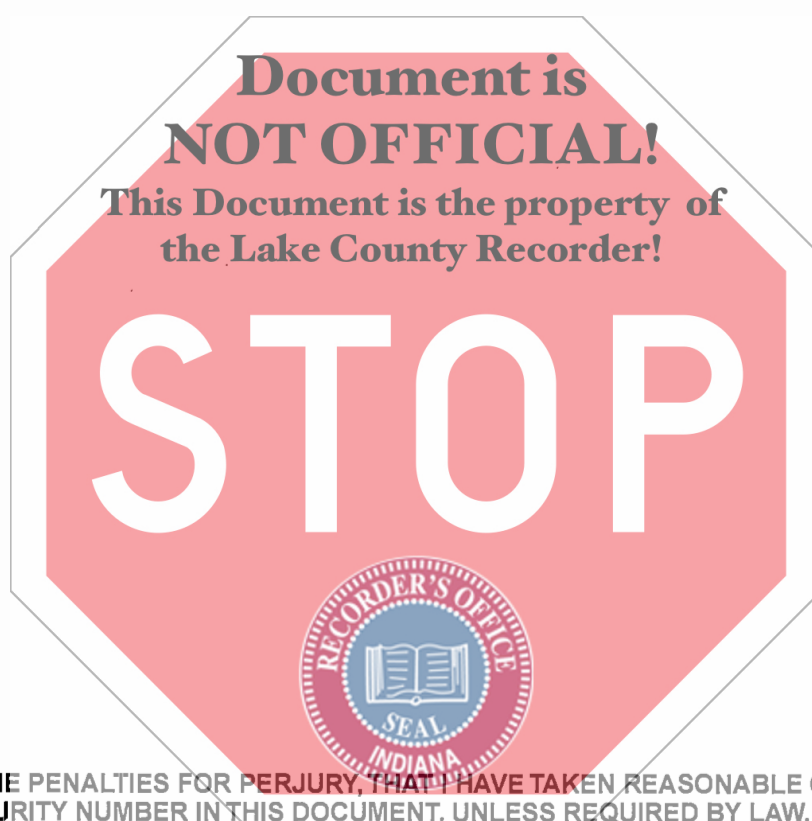 Document is
NOT OFFICIAL!
This Document is the property of
the Lake County Recorder!
STOP
RECORDER'S OFFICE
SEAL
INDIANA
PENALTIES FOR PERJURY, THAT I HAVE TAKEN REASONABLE
NUMBER IN THIS DOCUMENT, UNLESS REQUIRED BY LAW.